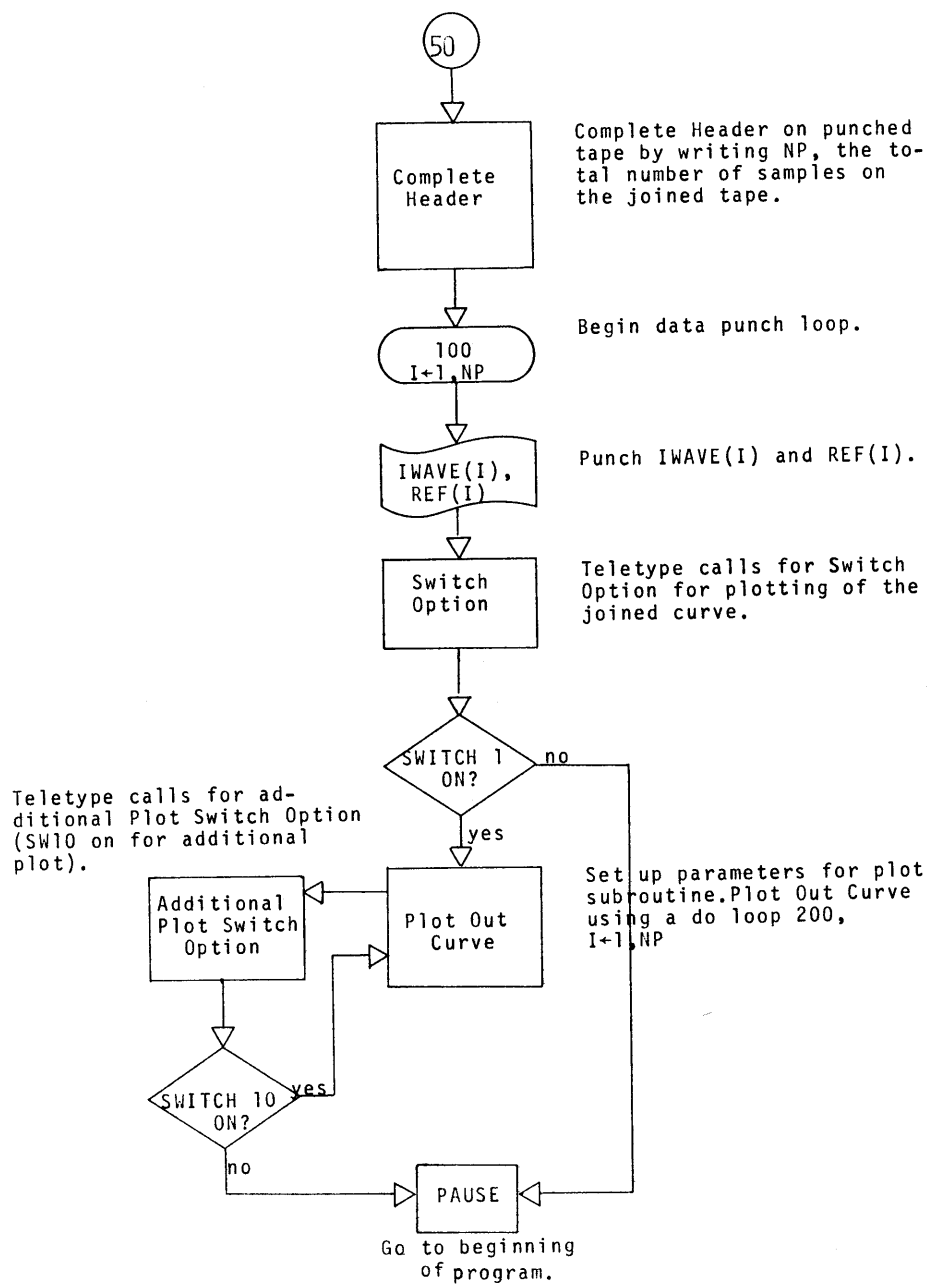 50
Complete
Header
Complete Header on punched
tape by writing NP, the to-
tal number of samples on
the joined tape.
100
I←1,NP
Begin data punch loop.
IWAVE(I),
REF(I)
Punch IWAVE(I) and REF(I).
Switch
Option
Teletype calls for Switch
Option for plotting of the
joined curve.
SWITCH 1
ON?
no
yes
Teletype calls for ad-
ditional Plot Switch Option
(SW10 on for additional
plot).
Additional
Plot Switch
Option
Plot Out
Curve
Set up parameters for plot
subroutine.Plot Out Curve
using a do loop 200,
I←1,NP
SWITCH 10
ON?
yes
no
PAUSE
Go to beginning
of program.